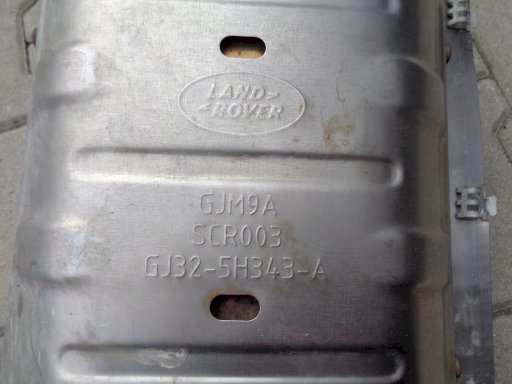 LAND>
<ROVER
GJM9A
SCR003
GJ32-5H343-A